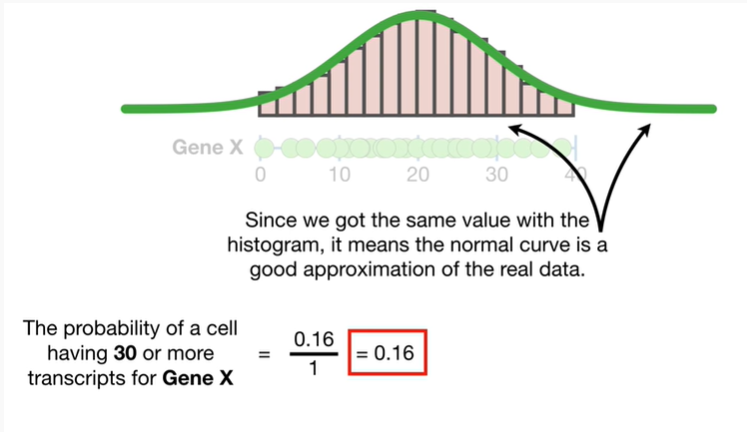 Gene X
0 10 20 30 40
Since we got the same value with the
histogram, it means the normal curve is a
good approximation of the real data.
The probability of a cell
having 30 or more
transcripts for Gene X
=
0.16
1
= 0.16